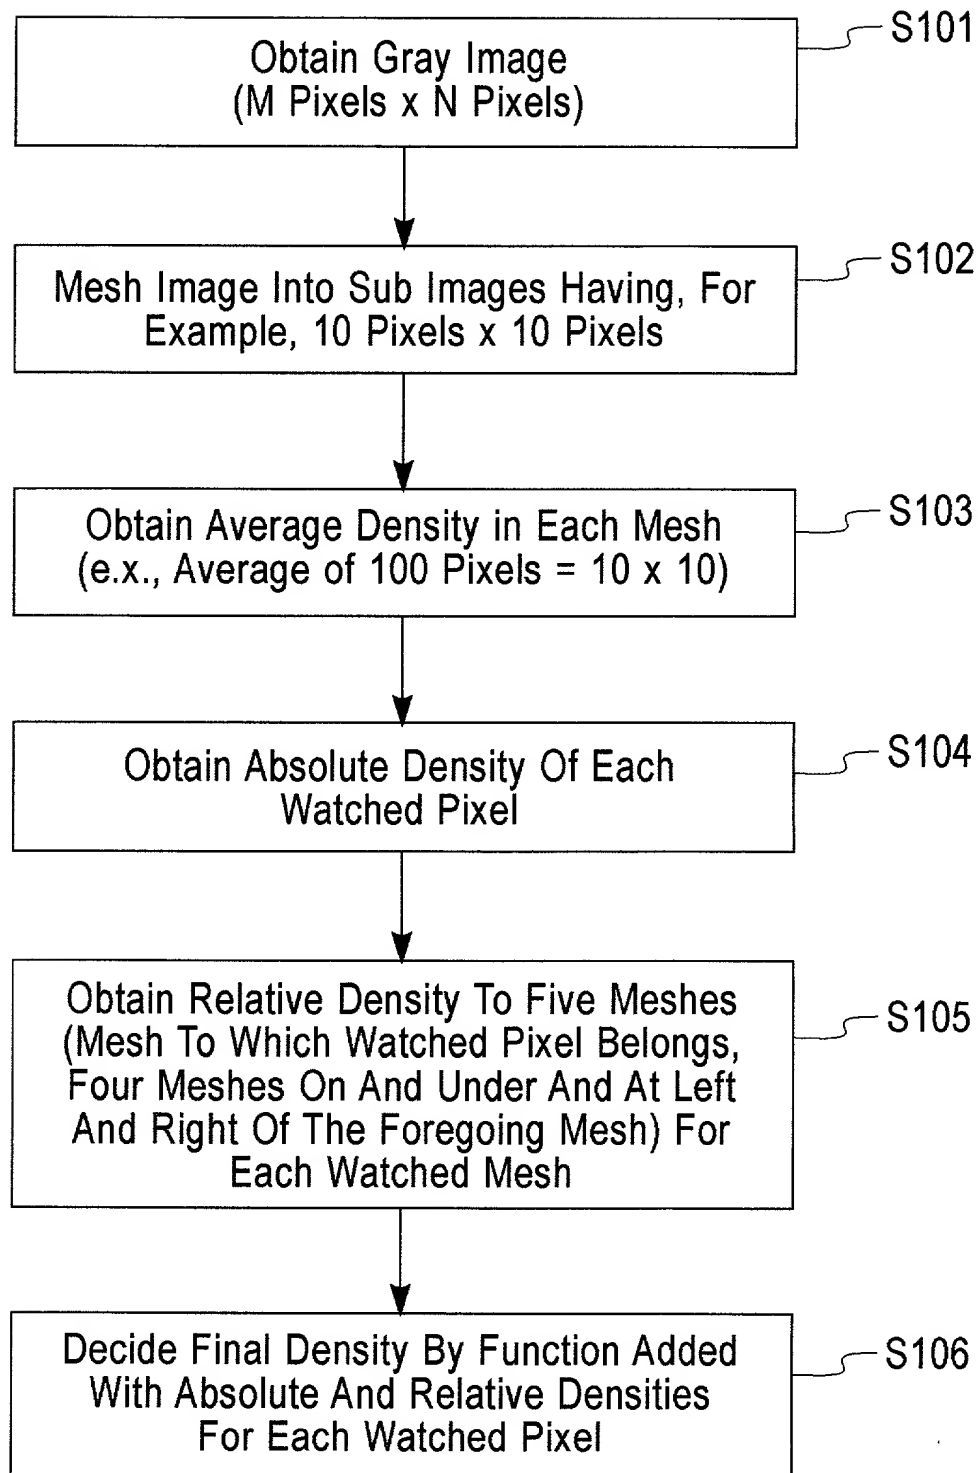 S101
Obtain Gray Image
(M Pixels x N Pixels)
S102
Mesh Image Into Sub Images Having, For
Example, 10 Pixels x 10 Pixels
S103
Obtain Average Density in Each Mesh
(e.x., Average of 100 Pixels = 10 x 10)
S104
Obtain Absolute Density Of Each
Watched Pixel
S105
Obtain Relative Density To Five Meshes
(Mesh To Which Watched Pixel Belongs,
Four Meshes On And Under And At Left
And Right Of The Foregoing Mesh) For
Each Watched Mesh
S106
Decide Final Density By Function Added
With Absolute And Relative Densities
For Each Watched Pixel